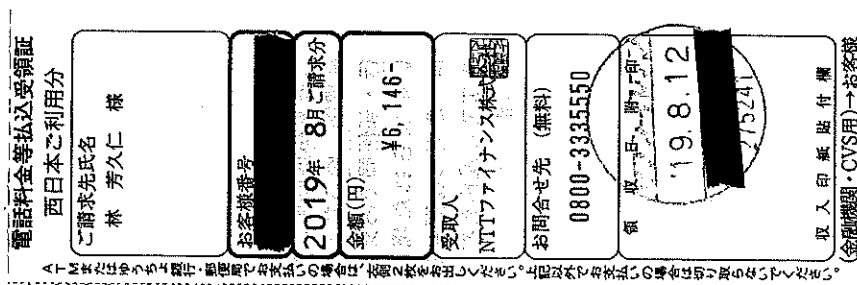 電話料金等払込受領証
西日本ご利用分
ご請求先氏名
林 芳久仁 様
お客様番号
2019年 8月ご請求分
金額(円)
¥6,146-
受取人
NTTファイナンス株式会社
お問合せ先 (無料)
0800-3335550
領収日附印
'19.8.12
275241
収入印紙貼付欄
(金融機関・CVS用)→お客様
ATMまたはゆうちょ銀行・郵便局でお支払いの場合は、左側2枚をお出しください。上記以外でお支払いの場合は切り取らないでください。